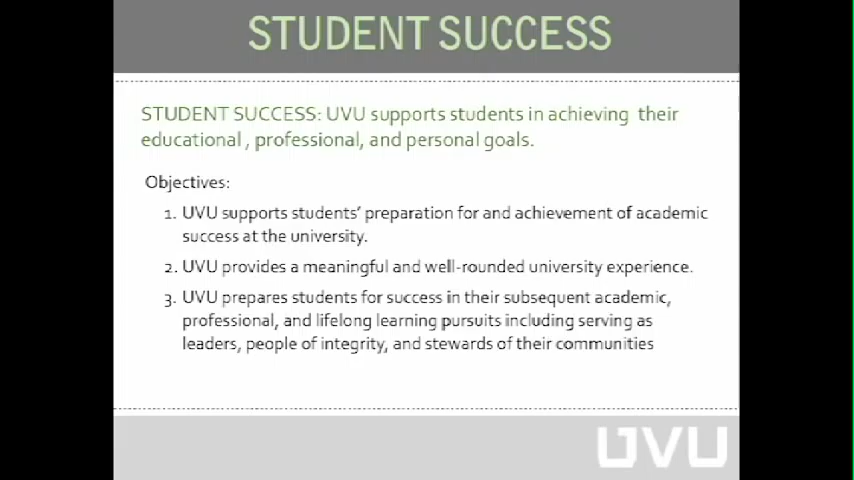 STUDENT SUCCESS
STUDENT SUCCESS: UVU supports students in achieving their
educational , professional, and personal goals.
Objectives:
1. UVU supports students’ preparation for and achievement of academic
success at the university.
2. UVU provides a meaningful and well-rounded university experience.
3. UVU prepares students for success in their subsequent academic,
professional, and lifelong learning pursuits including serving as
leaders, people of integrity, and stewards of their communities
UVU